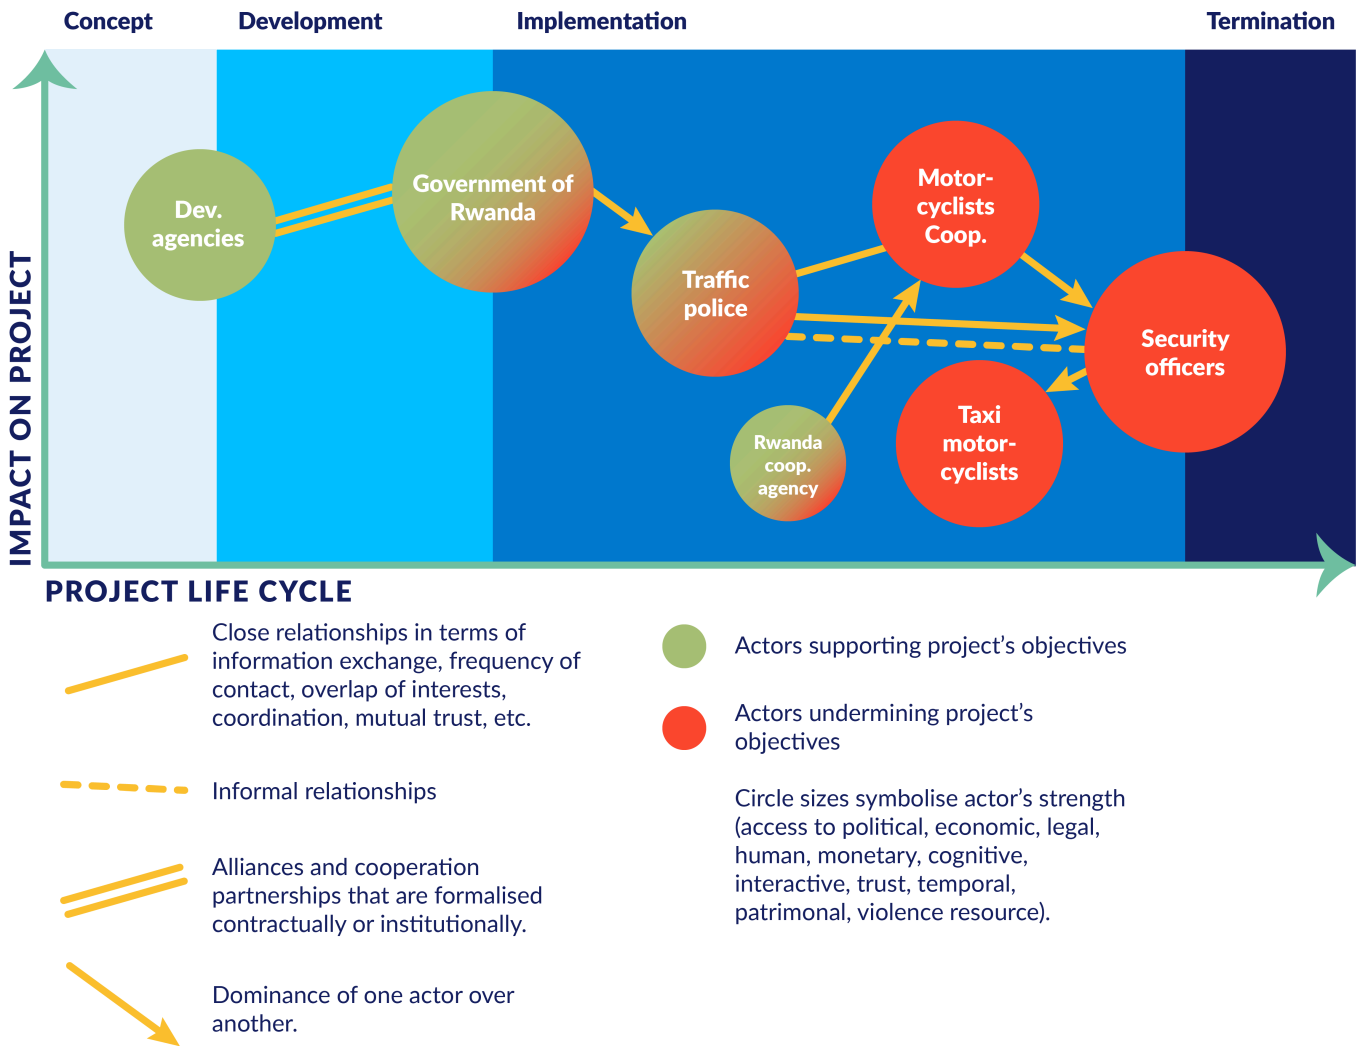 Concept
Development
Implementation
Termination
IMPACT ON PROJECT
Dev.
agencies
Government of
Rwanda
Traffic
police
Motor-
cyclists
Coop.
Security
officers
Rwanda
coop.
agency
Taxi
motor-
cyclists
PROJECT LIFE CYCLE
Close relationships in terms of
information exchange, frequency of
contact, overlap of interests,
coordination, mutual trust, etc.
Informal relationships
Alliances and cooperation
partnerships that are formalised
contractually or institutionally.
Dominance of one actor over
another.
Actors supporting project’s objectives
Actors undermining project’s
objectives
Circle sizes symbolise actor’s strength
(access to political, economic, legal,
human, monetary, cognitive,
interactive, trust, temporal,
patrimonal, violence resource).